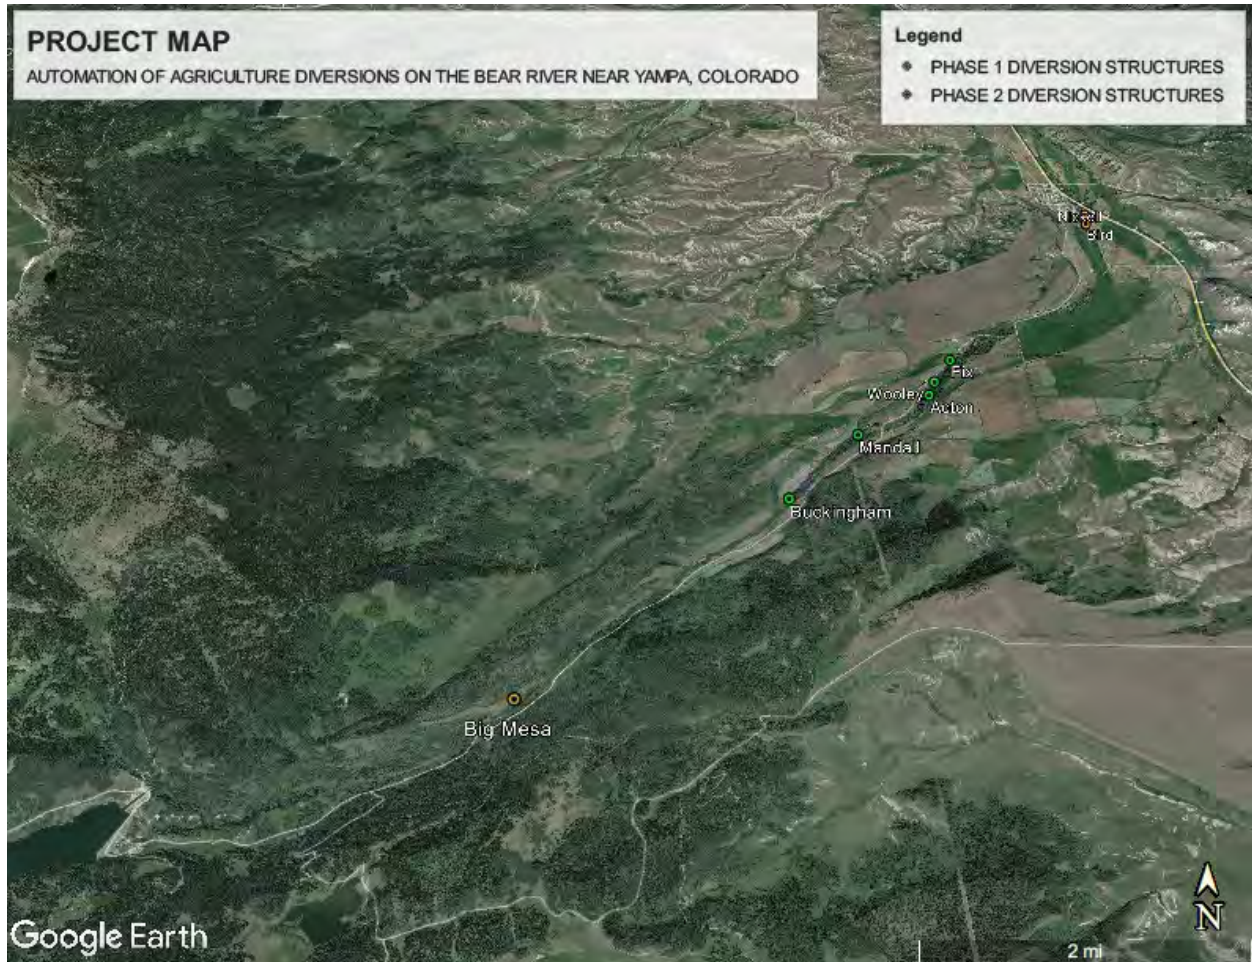 PROJECT MAP
AUTOMATION OF AGRICULTURE DIVERSIONS ON THE BEAR RIVER NEAR YAMPA, COLORADO
Legend
PHASE 1 DIVERSION STRUCTURES
PHASE 2 DIVERSION STRUCTURES
Bird
Fix
Wooley
Acton
Mandall
Buckingham
Big Mesa
Google Earth
N
2 mi